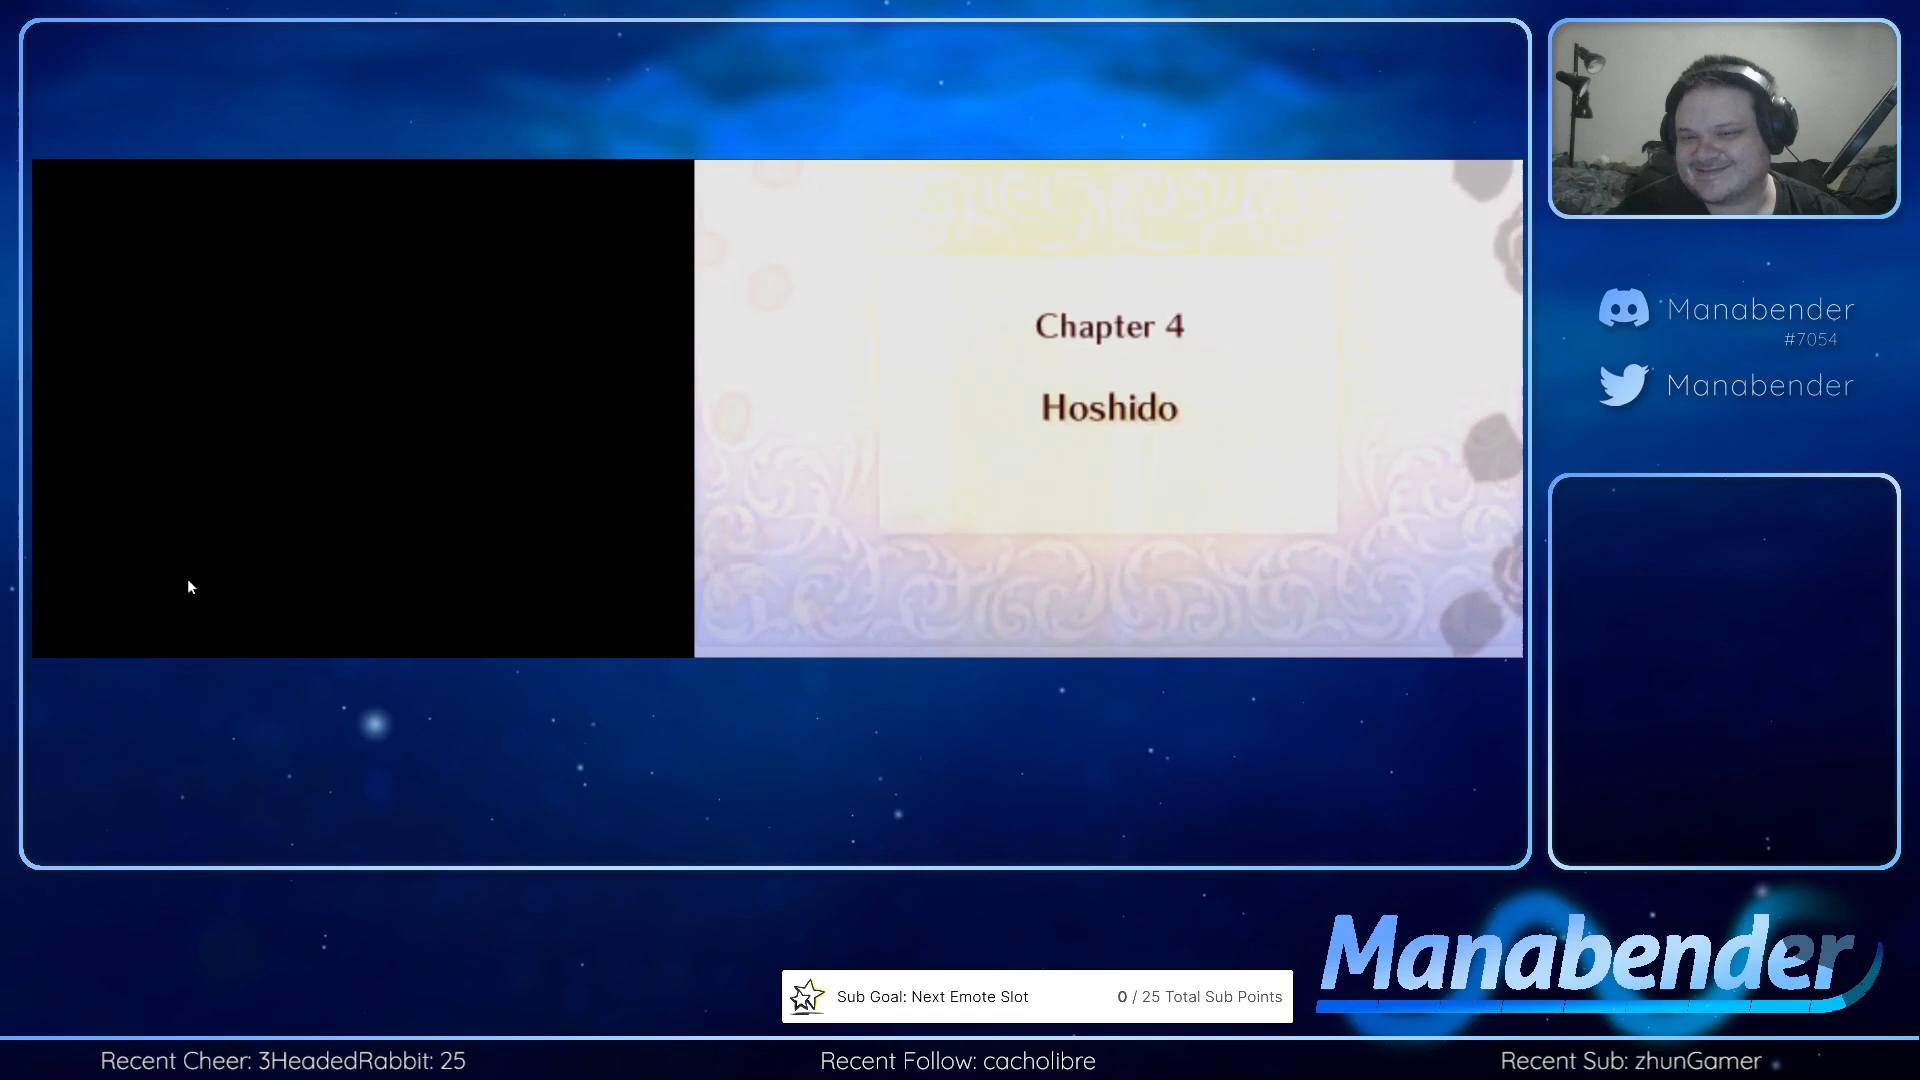 Chapter 4
Hoshido
Manabender
#7054
Manabender
Manabender
Sub Goal: Next Emote Slot 0 / 25 Total Sub Points
Recent Cheer: 3HeadedRabbit: 25 Recent Follow: cacholibre Recent Sub: zhunGamer